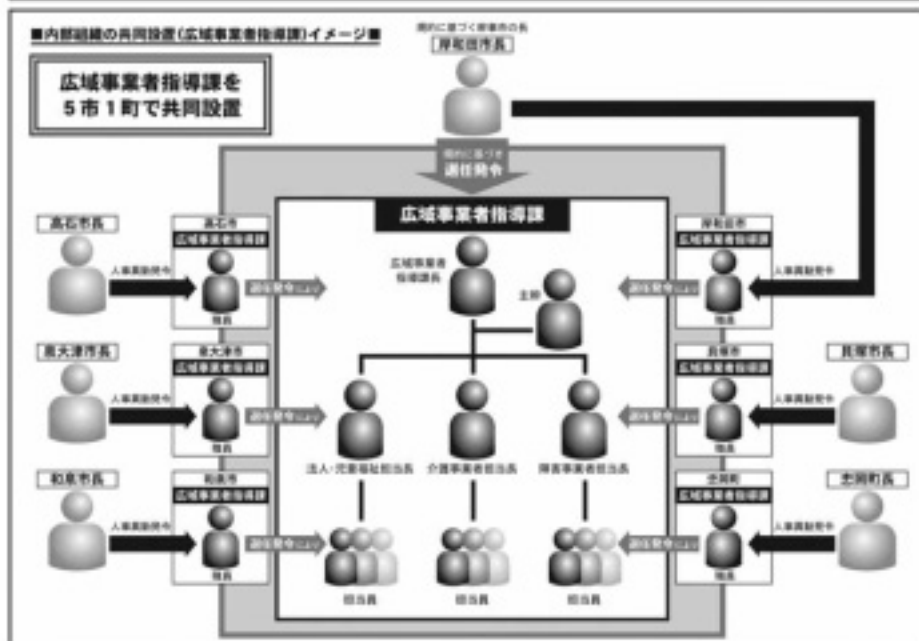 ■内部組織の共同設置(広域事業者指導課)イメージ■
広域事業者指導課を
5市1町で共同設置
規約に基づく幹事市の長
岸和田市長
規約に基づき
選任発令
広域事業者指導課
広域事業者
指導課長
主幹
法人・児童福祉担当長
介護事業者担当長
障害事業者担当長
担当員
担当員
担当員
高石市長
人事異動発令
高石市
広域事業者指導課
職員
選任発令により
泉大津市長
人事異動発令
泉大津市
広域事業者指導課
職員
選任発令により
和泉市長
人事異動発令
和泉市
広域事業者指導課
職員
選任発令により
岸和田市
広域事業者指導課
職員
人事異動発令
選任発令により
貝塚市長
人事異動発令
貝塚市
広域事業者指導課
職員
選任発令により
忠岡町長
人事異動発令
忠岡町
広域事業者指導課
職員
選任発令により